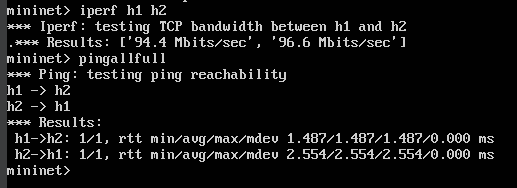 mininet> iperf h1 h2
*** Iperf: testing TCP bandwidth between h1 and h2
.*** Results: ['94.4 Mbits/sec', '96.6 Mbits/sec']
mininet> pingallfull
*** Ping: testing ping reachability
h1 -> h2
h2 -> h1
*** Results:
 h1->h2: 1/1, rtt min/avg/max/mdev 1.487/1.487/1.487/0.000 ms
 h2->h1: 1/1, rtt min/avg/max/mdev 2.554/2.554/2.554/0.000 ms
mininet>